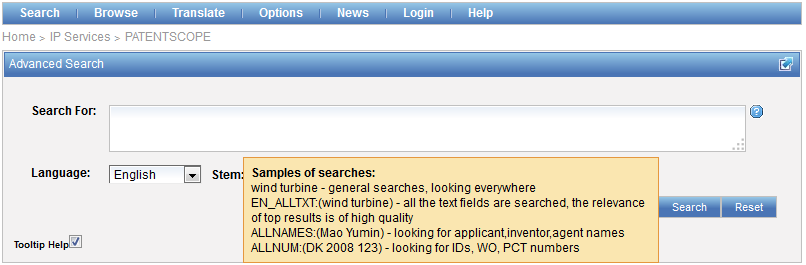 Search Browse Translate Options News Login Help
Home > IP Services > PATENTSCOPE
Advanced Search
Search For:
Language: English Stem:
Samples of searches:
wind turbine - general searches, looking everywhere
EN_ALLTXT:(wind turbine) - all the text fields are searched, the relevance
of top results is of high quality
ALLNAMES:(Mao Yumin) - looking for applicant,inventor,agent names
ALLNUM:(DK 2008 123) - looking for IDs, WO, PCT numbers
Search Reset
Tooltip Help